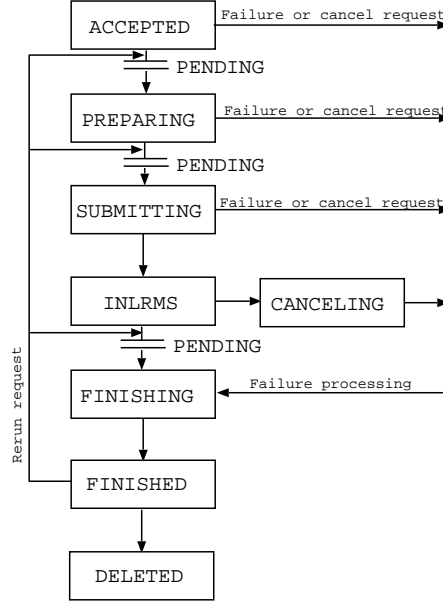 ACCEPTED
Failure or cancel request
PENDING
PREPARING
Failure or cancel request
PENDING
SUBMITTING
Failure or cancel request
INLRMS
CANCELING
PENDING
FINISHING
Failure processing
Rerun request
FINISHED
DELETED